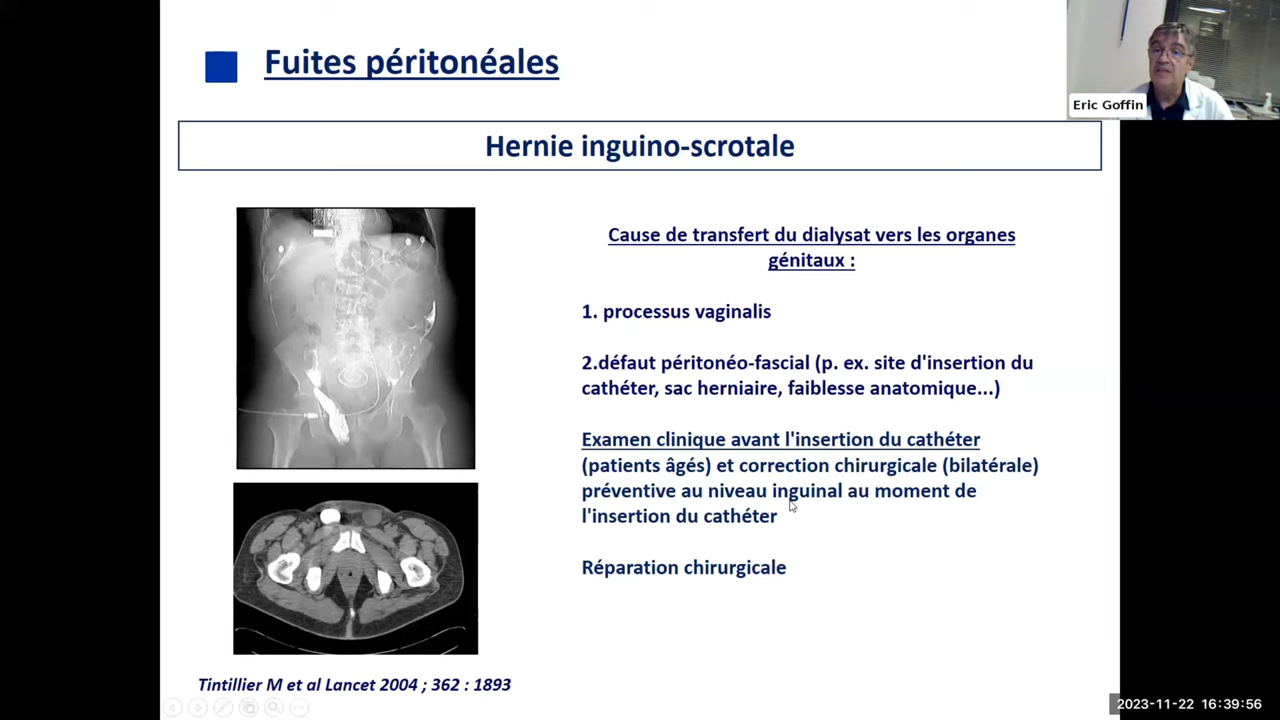 Fuites péritonéales
Eric Goffin
Hernie inguino-scrotale
Cause de transfert du dialysat vers les organes
génitaux :
1. processus vaginalis
2.défaut péritonéo-fascial (p. ex. site d'insertion du
cathéter, sac herniaire, faiblesse anatomique...)
Examen clinique avant l'insertion du cathéter
(patients âgés) et correction chirurgicale (bilatérale)
préventive au niveau inguinal au moment de
l'insertion du cathéter
Réparation chirurgicale
Tintillier M et al Lancet 2004 ; 362 : 1893
2023-11-22 16:39:56